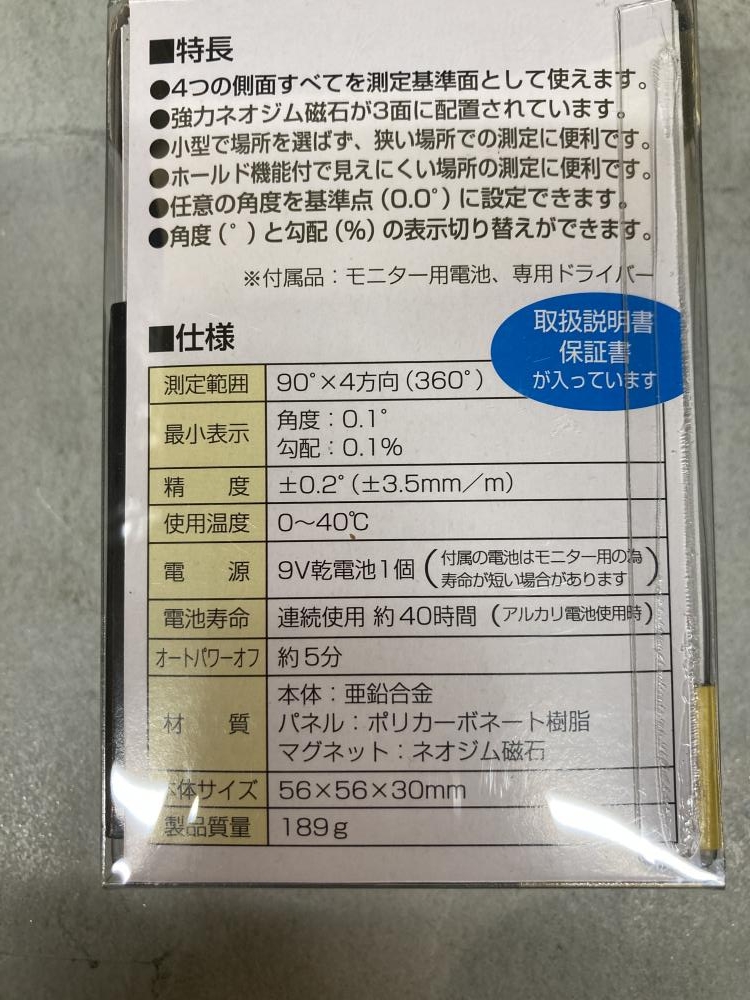 ■特長
●4つの側面すべてを測定基準面として使えます。
●強力ネオジム磁石が3面に配置されています。
●小型で場所を選ばず、狭い場所での測定に便利です。
●ホールド機能付で見えにくい場所の測定に便利です。
●任意の角度を基準点(0.0°)に設定できます。
●角度(°)と勾配(%)の表示切り替えができます。
※付属品：モニター用電池、専用ドライバー
■仕様
取扱説明書
保証書
が入っています
測定範囲 90°×4方向(360°)
最小表示 角度：0.1°
勾配：0.1%
精度 ±0.2°(±3.5mm／m)
使用温度 0～40℃
電源 9V乾電池1個(付属の電池はモニター用の為
寿命が短い場合があります)
電池寿命 連続使用 約40時間 (アルカリ電池使用時)
オートパワーオフ 約5分
材質 本体：亜鉛合金
パネル：ポリカーボネート樹脂
マグネット：ネオジム磁石
本体サイズ 56×56×30mm
製品質量 189g